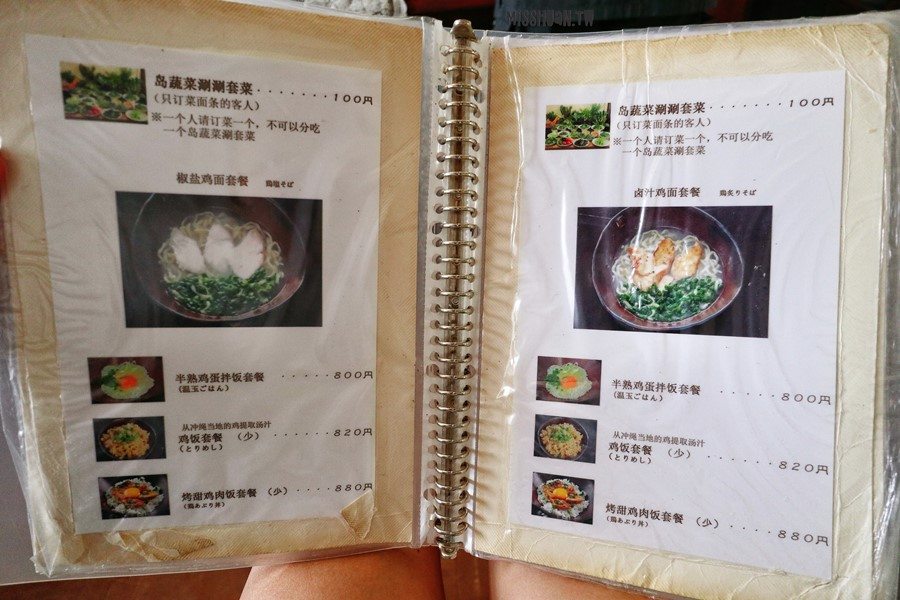 MISSHUAN.TW
岛蔬菜涮涮套菜·······100円
（只订菜面条的客人）
※一个人请订菜一个，不可以分吃
一个岛蔬菜涮涮套菜
椒盐鸡面套餐 鶏塩そば
半熟鸡蛋拌饭套餐 ·····800円
（温玉ごはん）
从冲绳当地的鸡提取汤汁
鸡饭套餐 （少）······820円
（とりめし）
烤甜鸡肉饭套餐 （少）·····880円
（鶏あぶり丼）
岛蔬菜涮涮套菜·······100円
（只订菜面条的客人）
※一个人请订菜一个，不可以分吃
一个岛蔬菜涮涮套菜
卤汁鸡面套餐 鶏炙りそば
半熟鸡蛋拌饭套餐 ·····800円
（温玉ごはん）
从冲绳当地的鸡提取汤汁
鸡饭套餐 （少）······820円
（とりめし）
烤甜鸡肉饭套餐 （少）·····880円
（鶏あぶり丼）